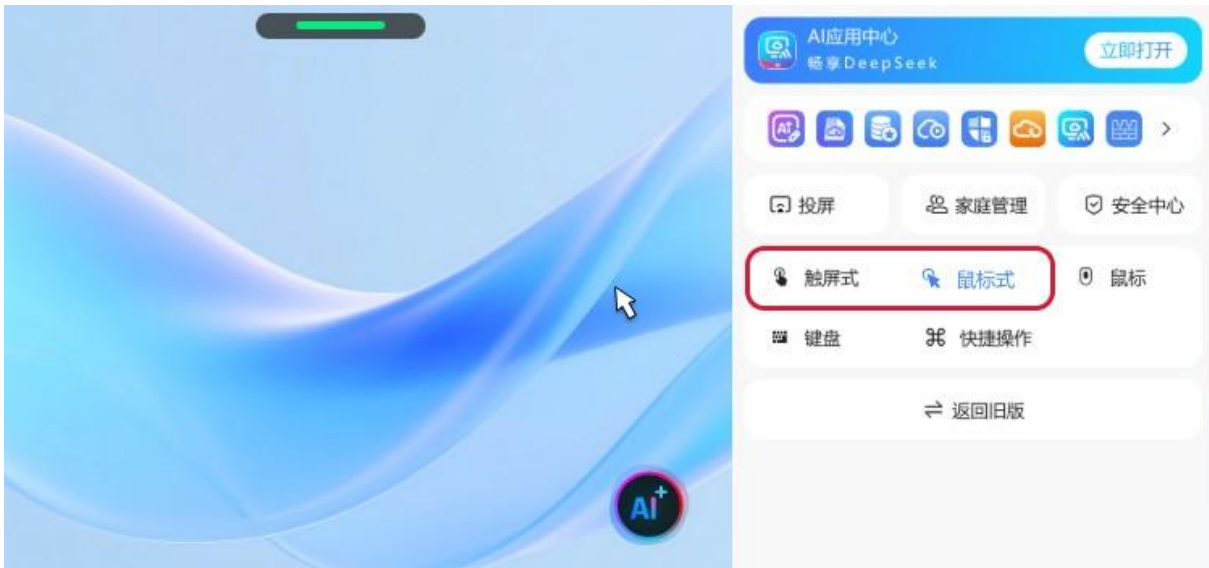 AI应用中心
畅享DeepSeek
立即打开
AI
投屏
家庭管理
安全中心
触屏式
鼠标式
鼠标
键盘
快捷操作
返回旧版
AI+